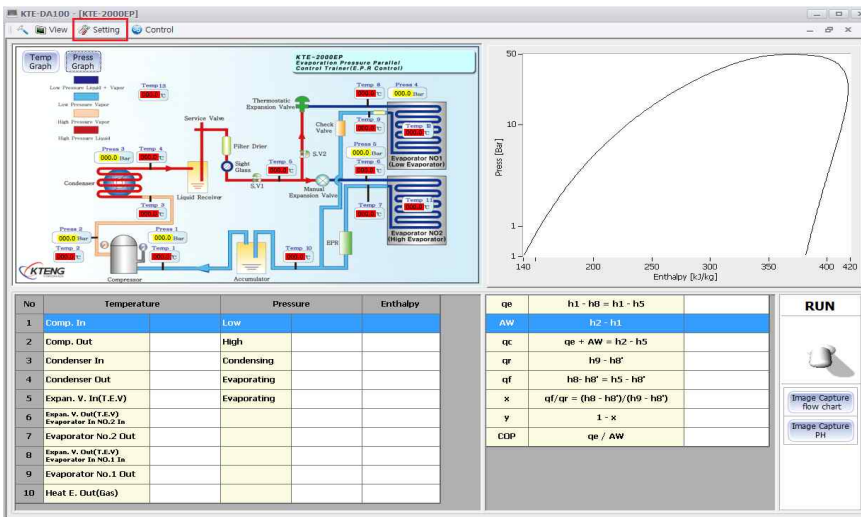 KTE-DA100 - [KTE-2000EP]
View Setting Control
Temp Graph
Press Graph
KTE-2000EP
Evaporation Pressure Parallel
Control Trainer(E.P.R Control)
Low Pressure Liquid + Vapor
Low Pressure Vapor
High Pressure Vapor
High Pressure Liquid
Temp 13
Temp 8
Press 4
000.0 Bar
Thermostatic
Expansion Valve
Service Valve
Check
Valve
Temp 9
Filter Drier
Press 3
000.0 Bar
Temp 4
Press 5
000.0 Bar
Evaporator NO1
(Low Evaporator)
S.V2
Sight
Glass
Temp 5
Temp 6
Condenser
S.V1
Liquid Receiver
Manual
Expansion Valve
Temp 3
Temp 7
Temp 11
Press 2
000.0 Bar
Press 1
000.0 Bar
Evaporator NO2
(High Evaporator)
Temp 2
Temp 1
Temp 10
EPR
KTENG
Compressor
Accumulator
Press [Bar]
50
10
1
1
140 200 250 300 350 400 420
Enthalpy [kJ/kg]
No Temperature Pressure Enthalpy
1 Comp. In Low
2 Comp. Out High
3 Condenser In Condensing
4 Condenser Out Evaporating
5 Expan. V. In(T.E.V) Evaporating
6 Expan. V. Out(T.E.V)
Evaporator In NO.2 In
7 Evaporator No.2 Out
8 Expan. V. Out(T.E.V)
Evaporator In NO.1 In
9 Evaporator No.1 Out
10 Heat E. Out(Gas)
qe h1 - h8 = h1 - h5
AW h2 - h1
qc qe + AW = h2 - h5
qr h9 - h8'
qf h8- h8' = h5 - h8'
x qf/qr = (h8 - h8')/(h9 - h8')
y 1 - x
COP qe / AW
RUN
Image Capture
flow chart
Image Capture
PH